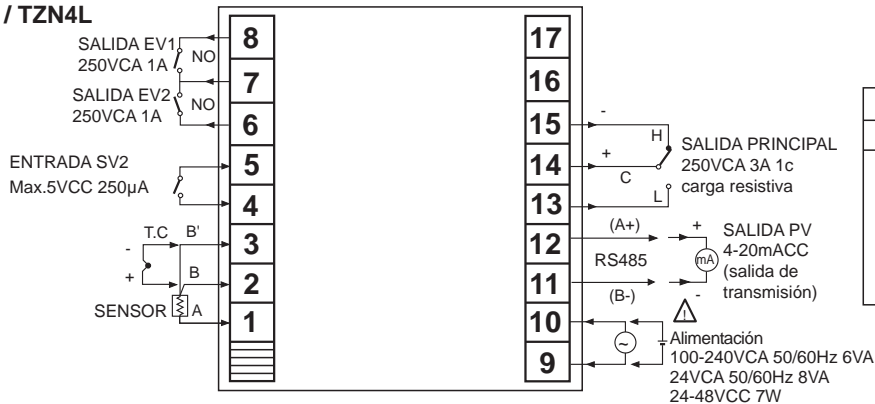 / TZN4L
SALIDA EV1
250VCA 1A
NO
SALIDA EV2
250VCA 1A
NO
ENTRADA SV2
Max.5VCC 250µA
T.C
B'
-
+
B
SENSOR
A
8
7
6
5
4
3
2
1
17
16
15
14
13
12
11
10
9
-
H
+
C
L
SALIDA PRINCIPAL
250VCA 3A 1c
carga resistiva
(A+)
RS485
(B-)
+
mA
-
SALIDA PV
4-20mACC
(salida de
transmisión)
!
~
Alimentación
100-240VCA 50/60Hz 6VA
24VCA 50/60Hz 8VA
24-48VCC 7W